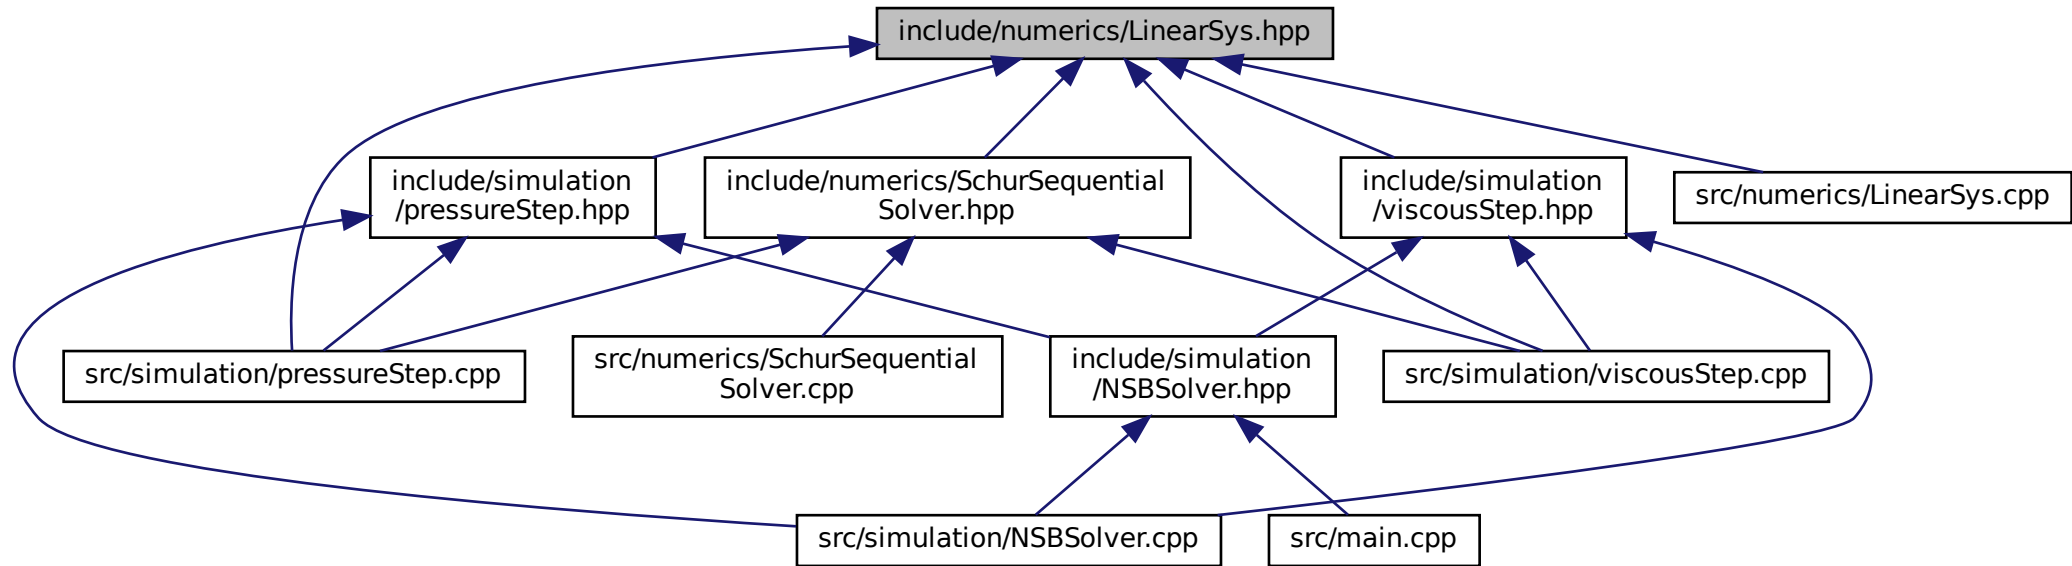 include/numerics/LinearSys.hpp
include/simulation
/pressureStep.hpp
include/numerics/SchurSequential
Solver.hpp
include/simulation
/viscousStep.hpp
src/numerics/LinearSys.cpp
src/simulation/pressureStep.cpp
src/numerics/SchurSequential
Solver.cpp
include/simulation
/NSBSolver.hpp
src/simulation/viscousStep.cpp
src/simulation/NSBSolver.cpp
src/main.cpp